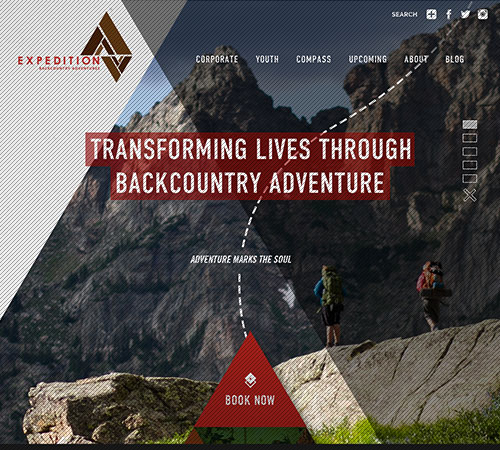 SEARCH
EXPEDITION
BACKCOUNTRY ADVENTURES
CORPORATE YOUTH COMPASS UPCOMING ABOUT BLOG
TRANSFORMING LIVES THROUGH
BACKCOUNTRY ADVENTURE
ADVENTURE MARKS THE SOUL
BOOK NOW